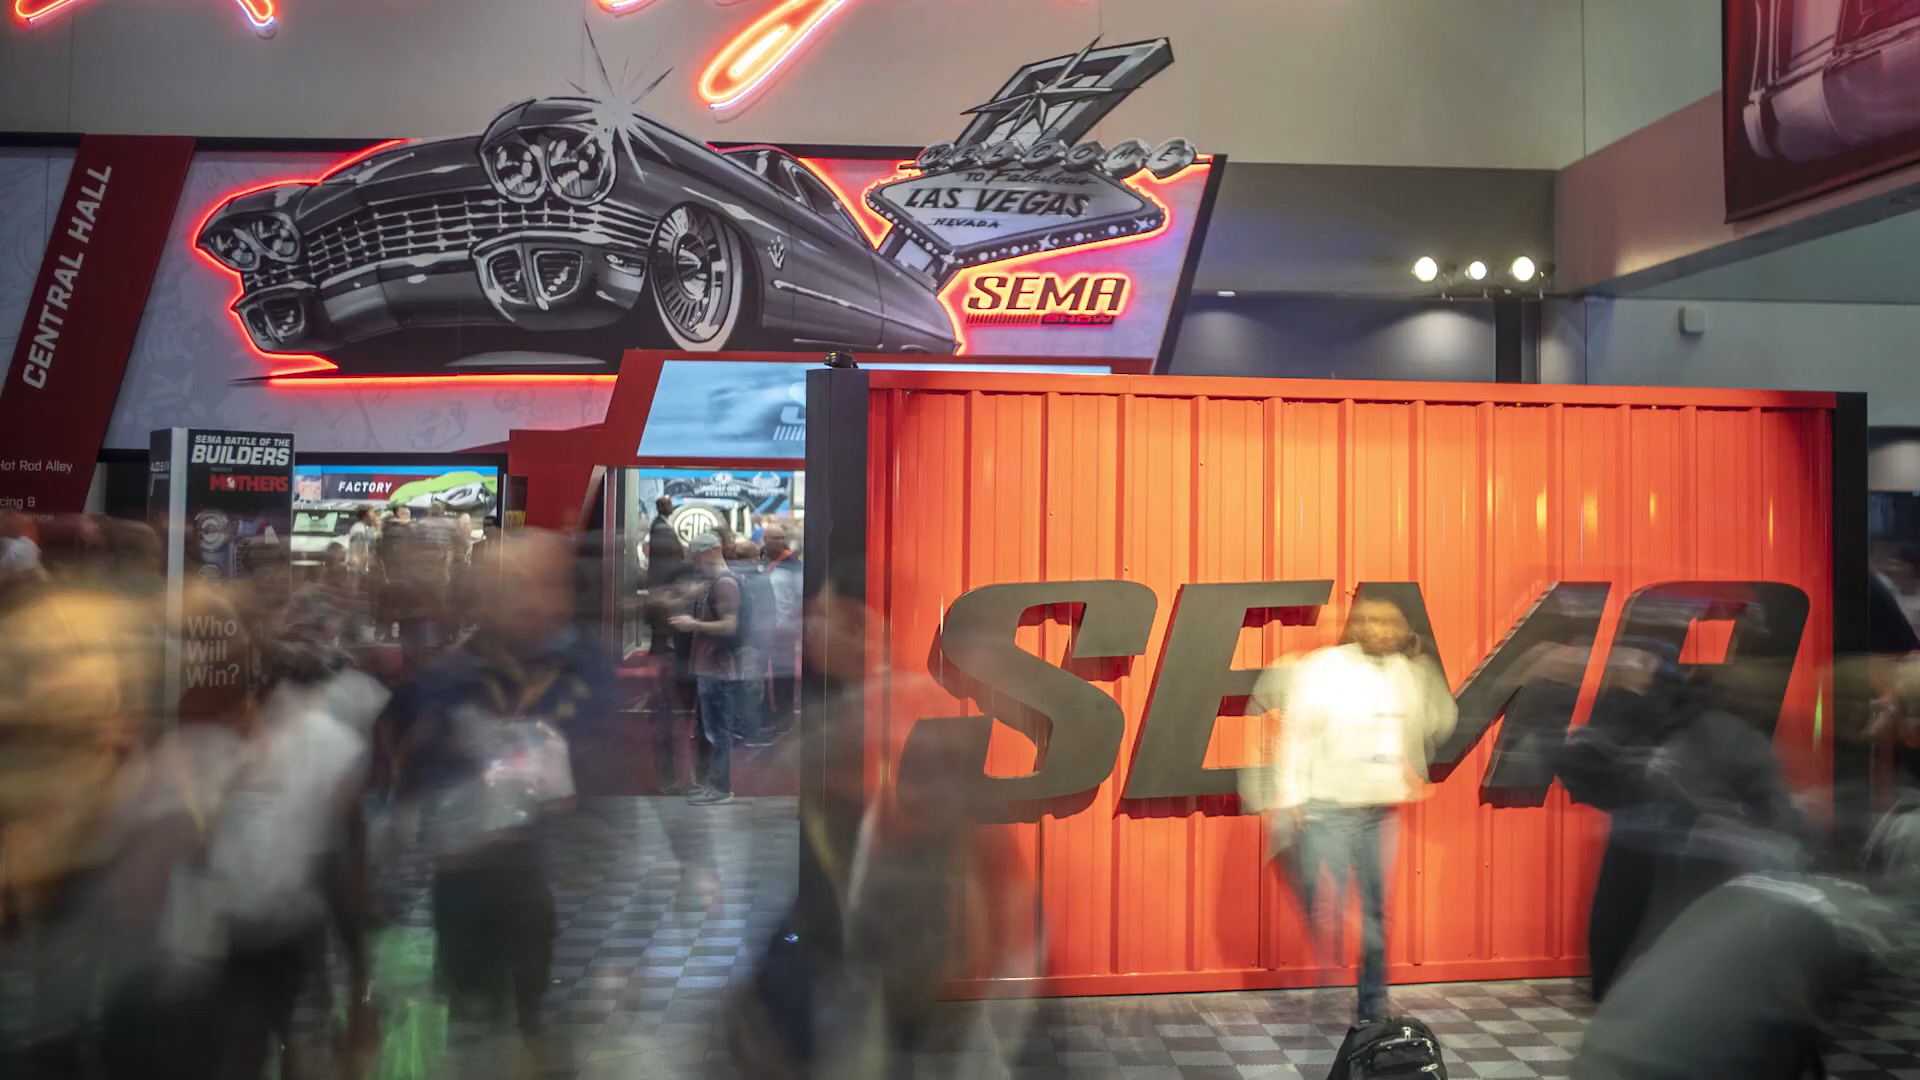 CENTRAL HALL
Hot Rod Alley
WELCOME
TO Fabulous
LAS VEGAS
NEVADA
SEMA
SHOW
SEMA BATTLE OF THE
BUILDERS
MOTHERS
Who
Will
Win?
FACTORY
SEMA